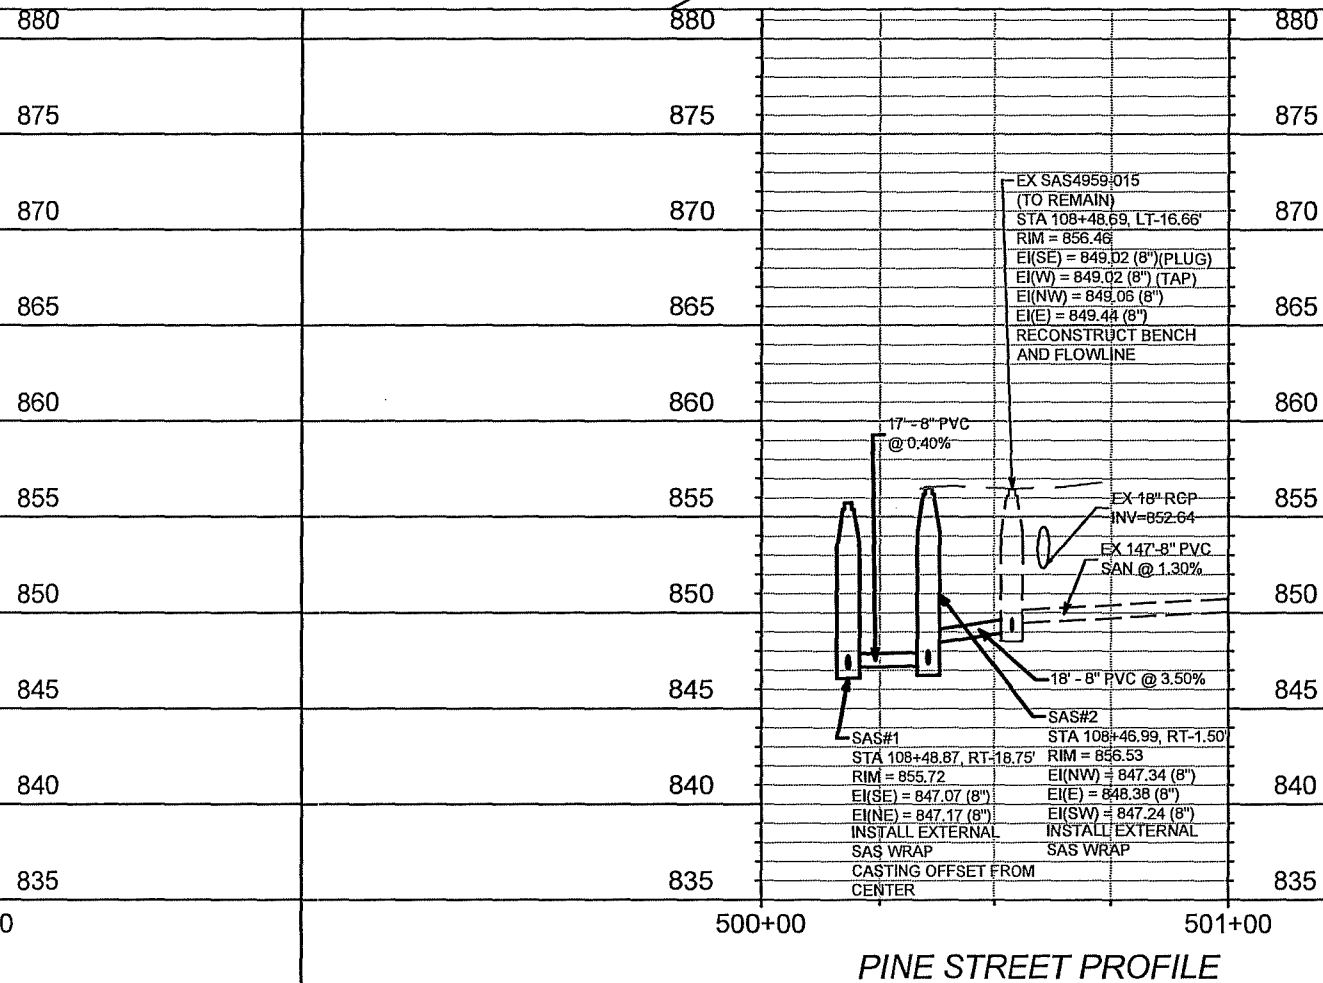 880
880
880
875
875
875
870
870
870
865
865
865
860
860
860
855
855
855
850
850
850
845
845
845
840
840
840
835
835
835
EX SAS4959-015
(TO REMAIN)
STA 108+48.69, LT-16.66'
RIM = 856.46
EI(SE) = 849.02 (8")(PLUG)
EI(W) = 849.02 (8") (TAP)
EI(NW) = 849.06 (8")
EI(E) = 849.44 (8")
RECONSTRUCT BENCH
AND FLOWLINE
17' - 8" PVC
@ 0.40%
EX 18" RCP
INV=852.64
EX 147'-8" PVC
SAN @ 1.30%
18' - 8" PVC @ 3.50%
SAS#1
STA 108+48.87, RT-18.75'
RIM = 855.72
EI(SE) = 847.07 (8")
EI(NE) = 847.17 (8")
INSTALL EXTERNAL
SAS WRAP
CASTING OFFSET FROM
CENTER
SAS#2
STA 108+46.99, RT-1.50'
RIM = 856.53
EI(NW) = 847.34 (8")
EI(E) = 848.38 (8")
EI(SW) = 847.24 (8")
INSTALL EXTERNAL
SAS WRAP
0
500+00
501+00
PINE STREET PROFILE